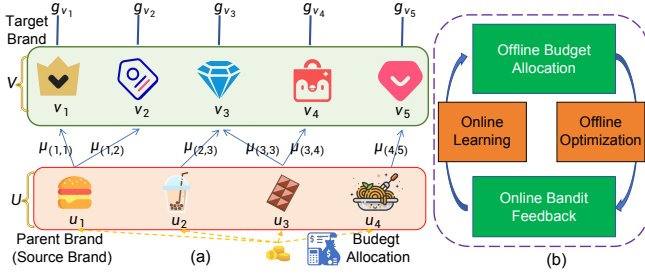 g_{v_1} g_{v_2} g_{v_3} g_{v_4} g_{v_5}
Target
Brand
V
v_1 v_2 v_3 v_4 v_5
μ_{(1,1)} μ_{(1,2)} μ_{(2,3)} μ_{(3,3)} μ_{(3,4)} μ_{(4,5)}
U
u_1 u_2 u_3 u_4
Parent Brand
(Source Brand)
(a)
Budegt
Allocation
Offline Budget
Allocation
Online
Learning
Offline
Optimization
Online Bandit
Feedback
(b)